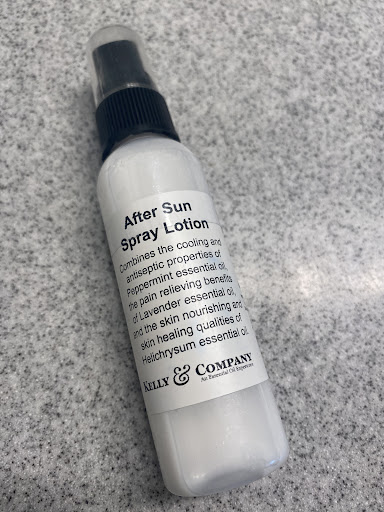 After Sun
Spray Lotion
Combines the cooling and
antiseptic properties of
Peppermint essential oil,
the pain relieving benefits
of Lavender essential oil,
and the skin nourishing and
skin healing qualities of
Helichrysum essential oil.
KELLY & COMPANY
An Essential Oil Experience